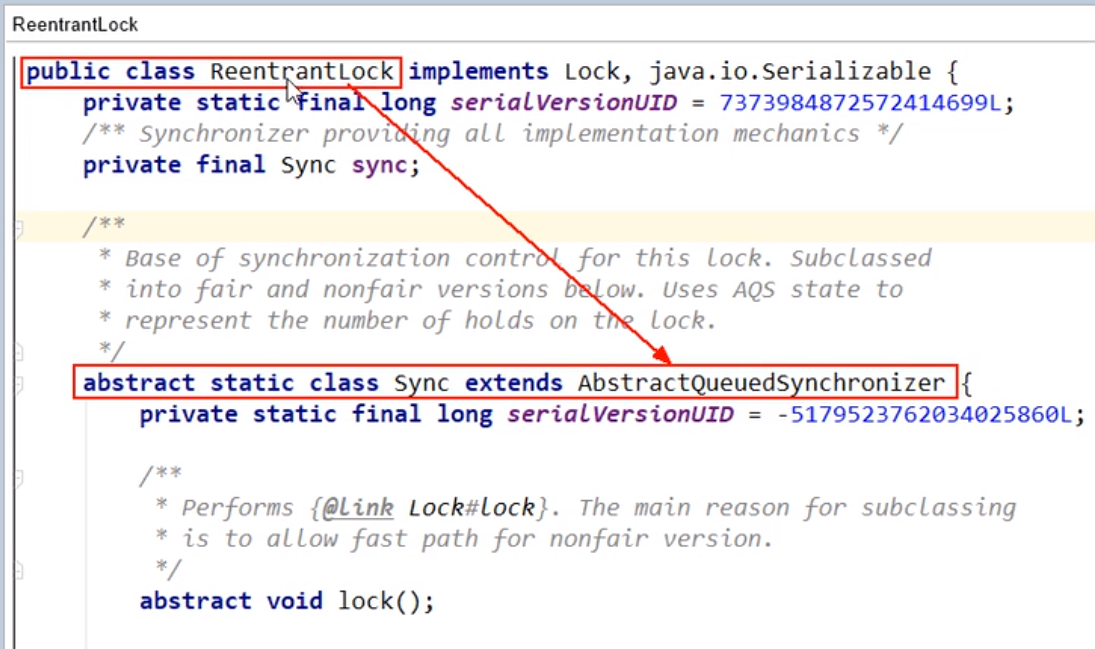 ReentrantLock
public class ReentrantLock implements Lock, java.io.Serializable {
private static final long serialVersionUID = 7373984872572414699L;
/** Synchronizer providing all implementation mechanics */
private final Sync sync;
/**
* Base of synchronization control for this lock. Subclassed
* into fair and nonfair versions below. Uses AQS state to
* represent the number of holds on the lock.
*/
abstract static class Sync extends AbstractQueuedSynchronizer {
private static final long serialVersionUID = -5179523762034025860L;
/**
* Performs {@link Lock#lock}. The main reason for subclassing
* is to allow fast path for nonfair version.
*/
abstract void lock();